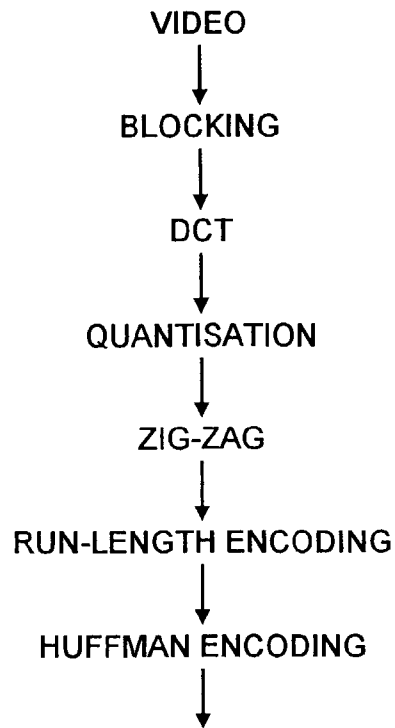 VIDEO
BLOCKING
DCT
QUANTISATION
ZIG-ZAG
RUN-LENGTH ENCODING
HUFFMAN ENCODING